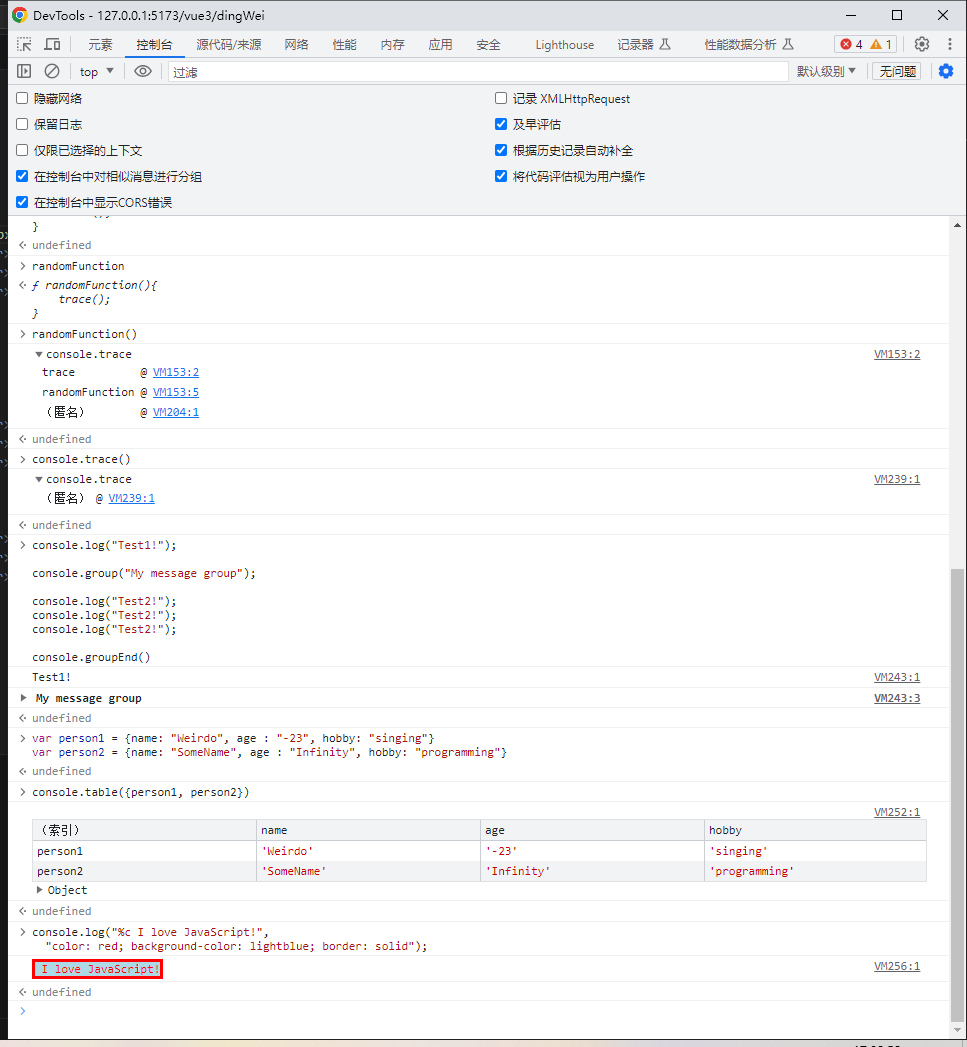 DevTools - 127.0.0.1:5173/vue3/dingWei
元素 控制台 源代码/来源 网络 性能 内存 应用 安全 Lighthouse 记录器 性能数据分析 4 1
top 过滤 默认级别 无问题
隐藏网络 记录 XMLHttpRequest
保留日志 及早评估
仅限已选择的上下文 根据历史记录自动补全
在控制台中对相似消息进行分组 将代码评估视为用户操作
在控制台中显示CORS错误
}
undefined
randomFunction
ƒ randomFunction(){
trace();
}
randomFunction()
console.trace VM153:2
trace @ VM153:2
randomFunction @ VM153:5
（匿名） @ VM204:1
undefined
console.trace()
console.trace VM239:1
（匿名） @ VM239:1
undefined
console.log("Test1!");
console.group("My message group");
console.log("Test2!");
console.log("Test2!");
console.log("Test2!");
console.groupEnd()
Test1! VM243:1
My message group VM243:3
undefined
var person1 = {name: "Weirdo", age : "-23", hobby: "singing"}
var person2 = {name: "SomeName", age : "Infinity", hobby: "programming"}
undefined
console.table({person1, person2})
VM252:1
（索引） name age hobby
person1 'Weirdo' '-23' 'singing'
person2 'SomeName' 'Infinity' 'programming'
Object
undefined
console.log("%c I love JavaScript!",
"color: red; background-color: lightblue; border: solid");
I love JavaScript! VM256:1
undefined